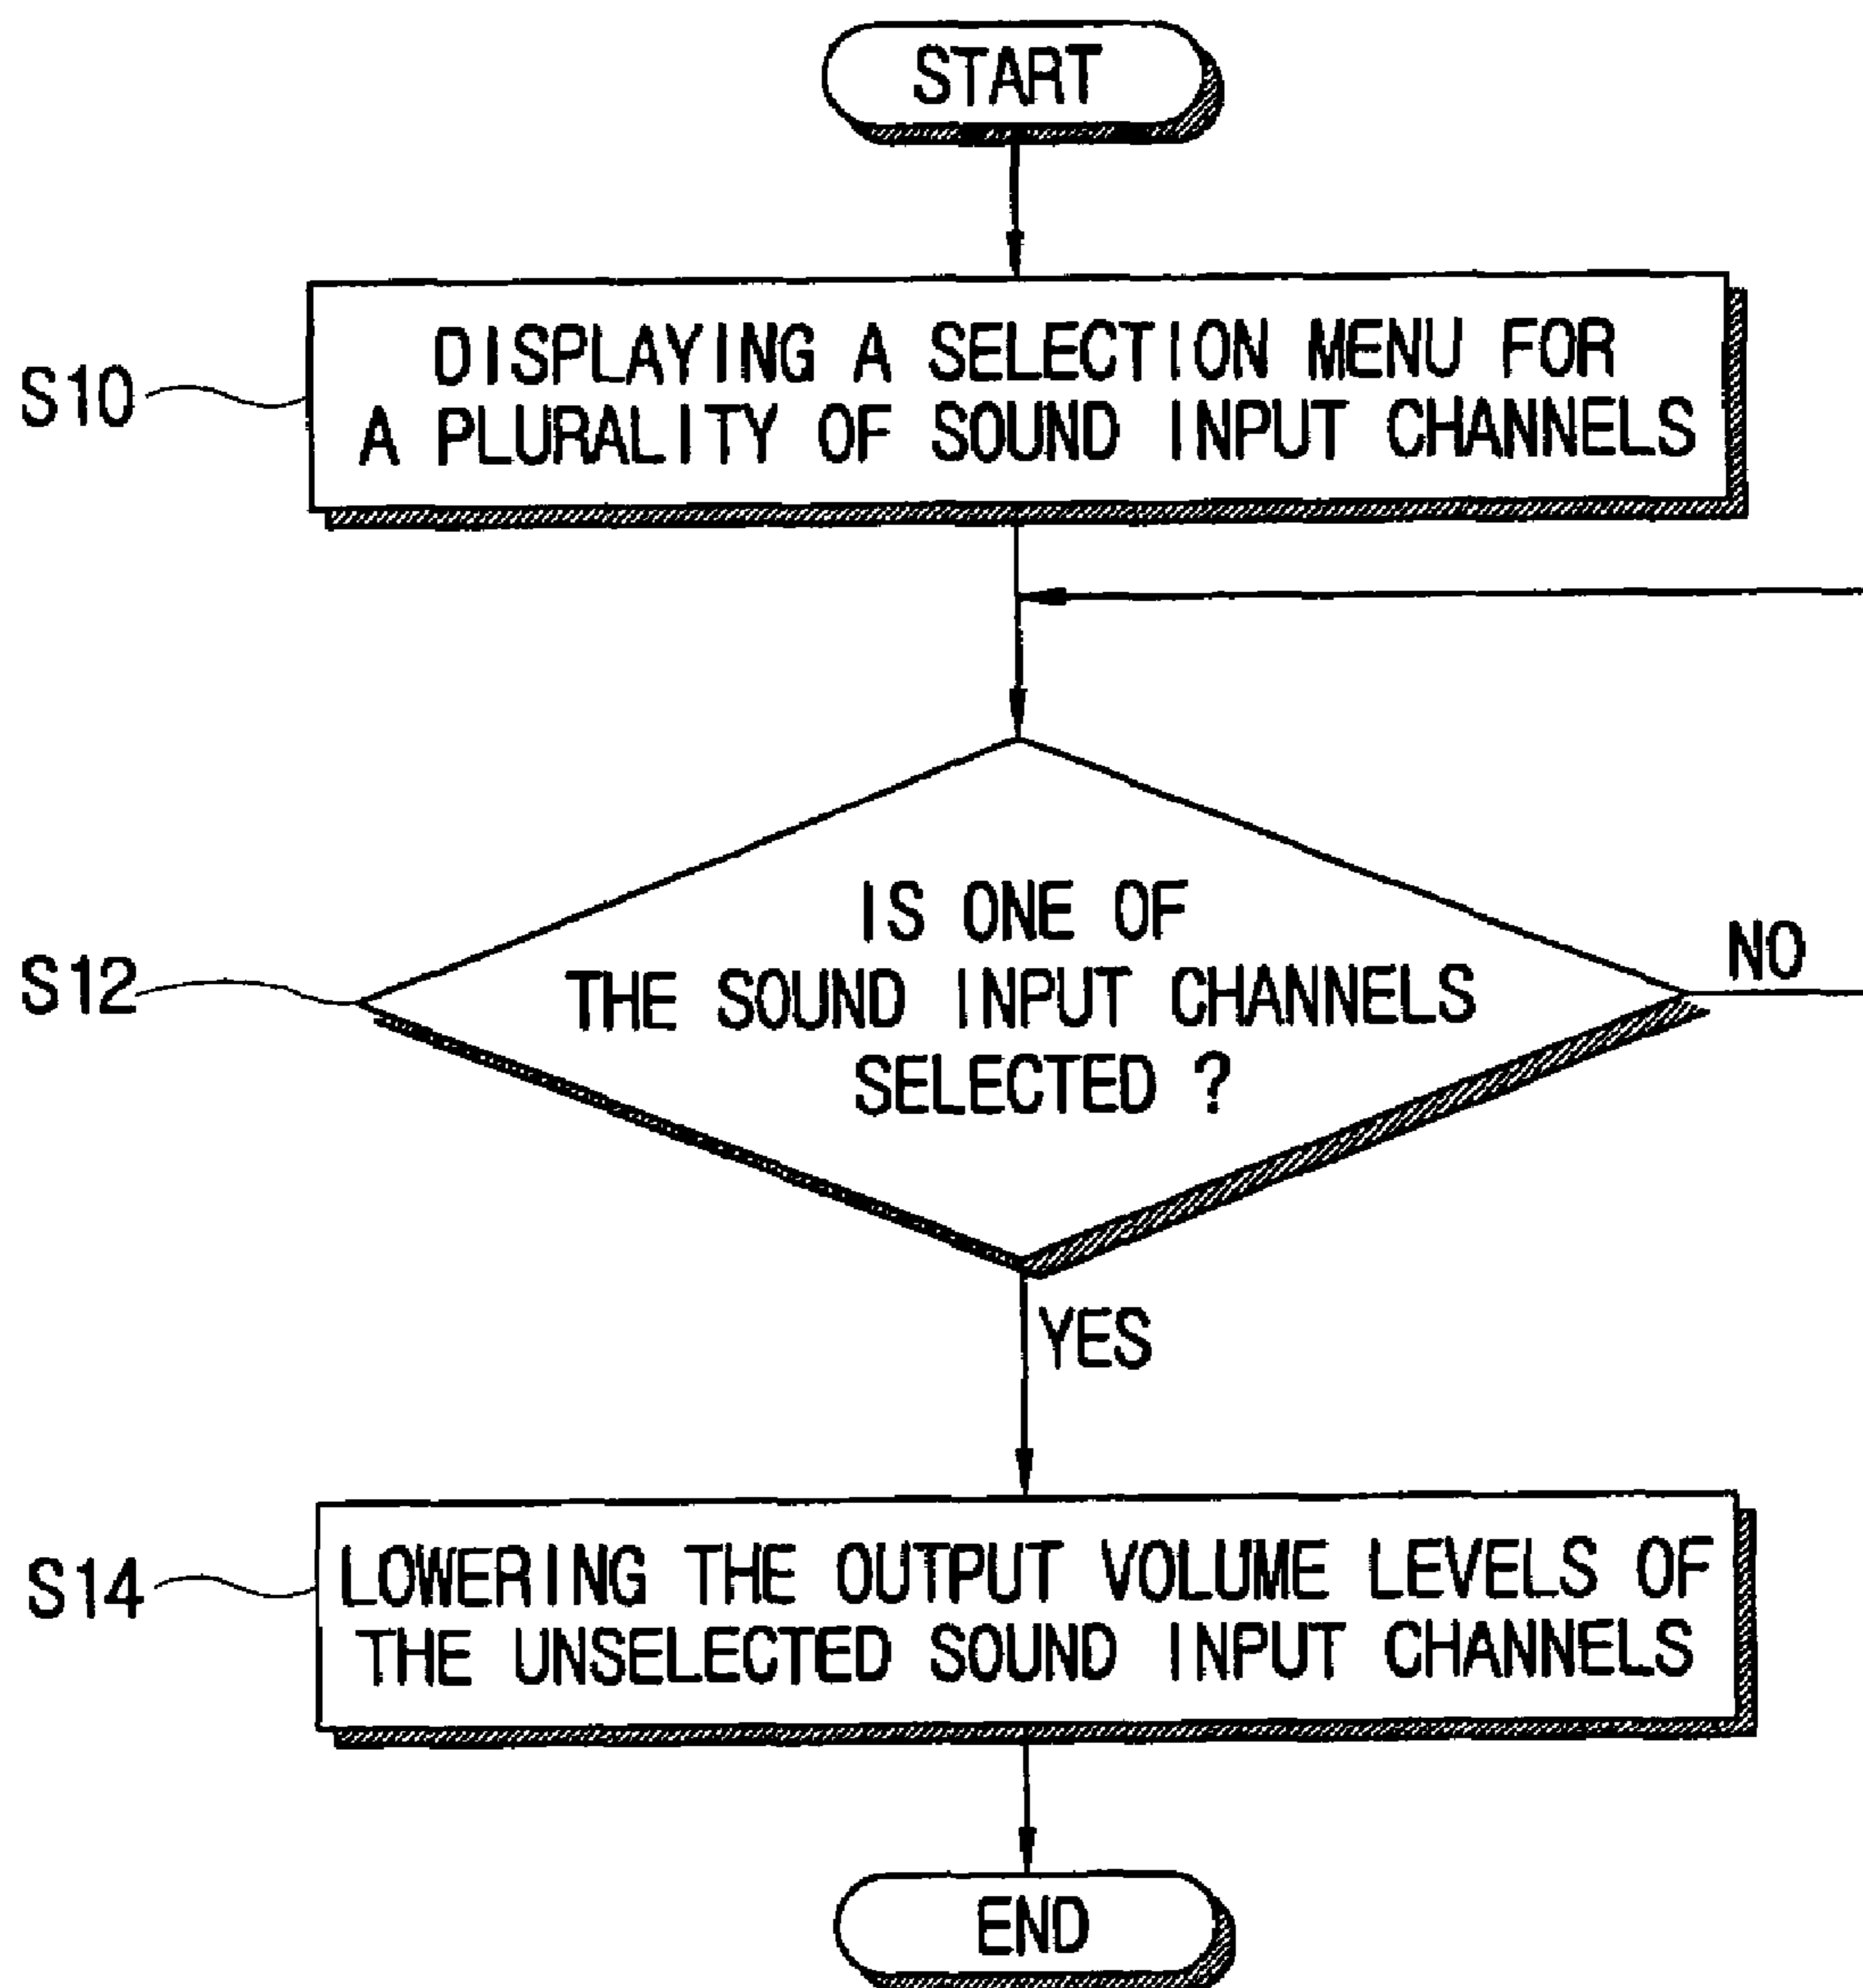 START
S10
DISPLAYING A SELECTION MENU FOR
A PLURALITY OF SOUND INPUT CHANNELS
S12
IS ONE OF
THE SOUND INPUT CHANNELS
SELECTED ?
NO
YES
S14
LOWERING THE OUTPUT VOLUME LEVELS OF
THE UNSELECTED SOUND INPUT CHANNELS
END